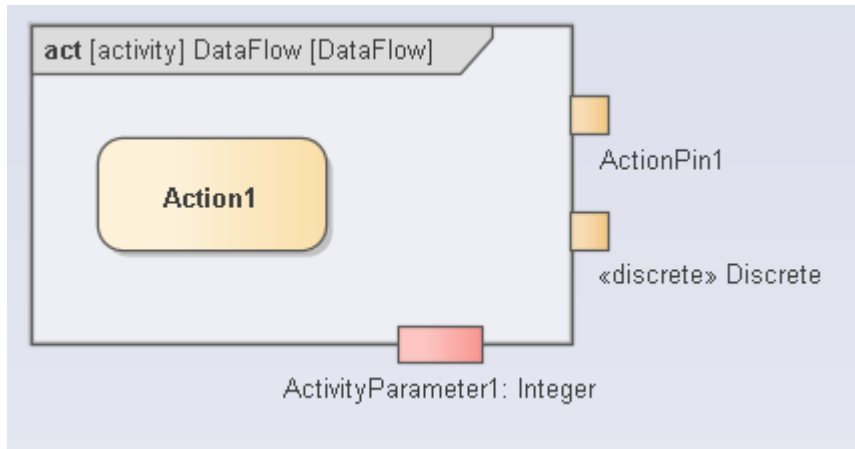 act [activity] DataFlow [DataFlow]
ActionPin1
Action1
«discrete» Discrete
ActivityParameter1: Integer